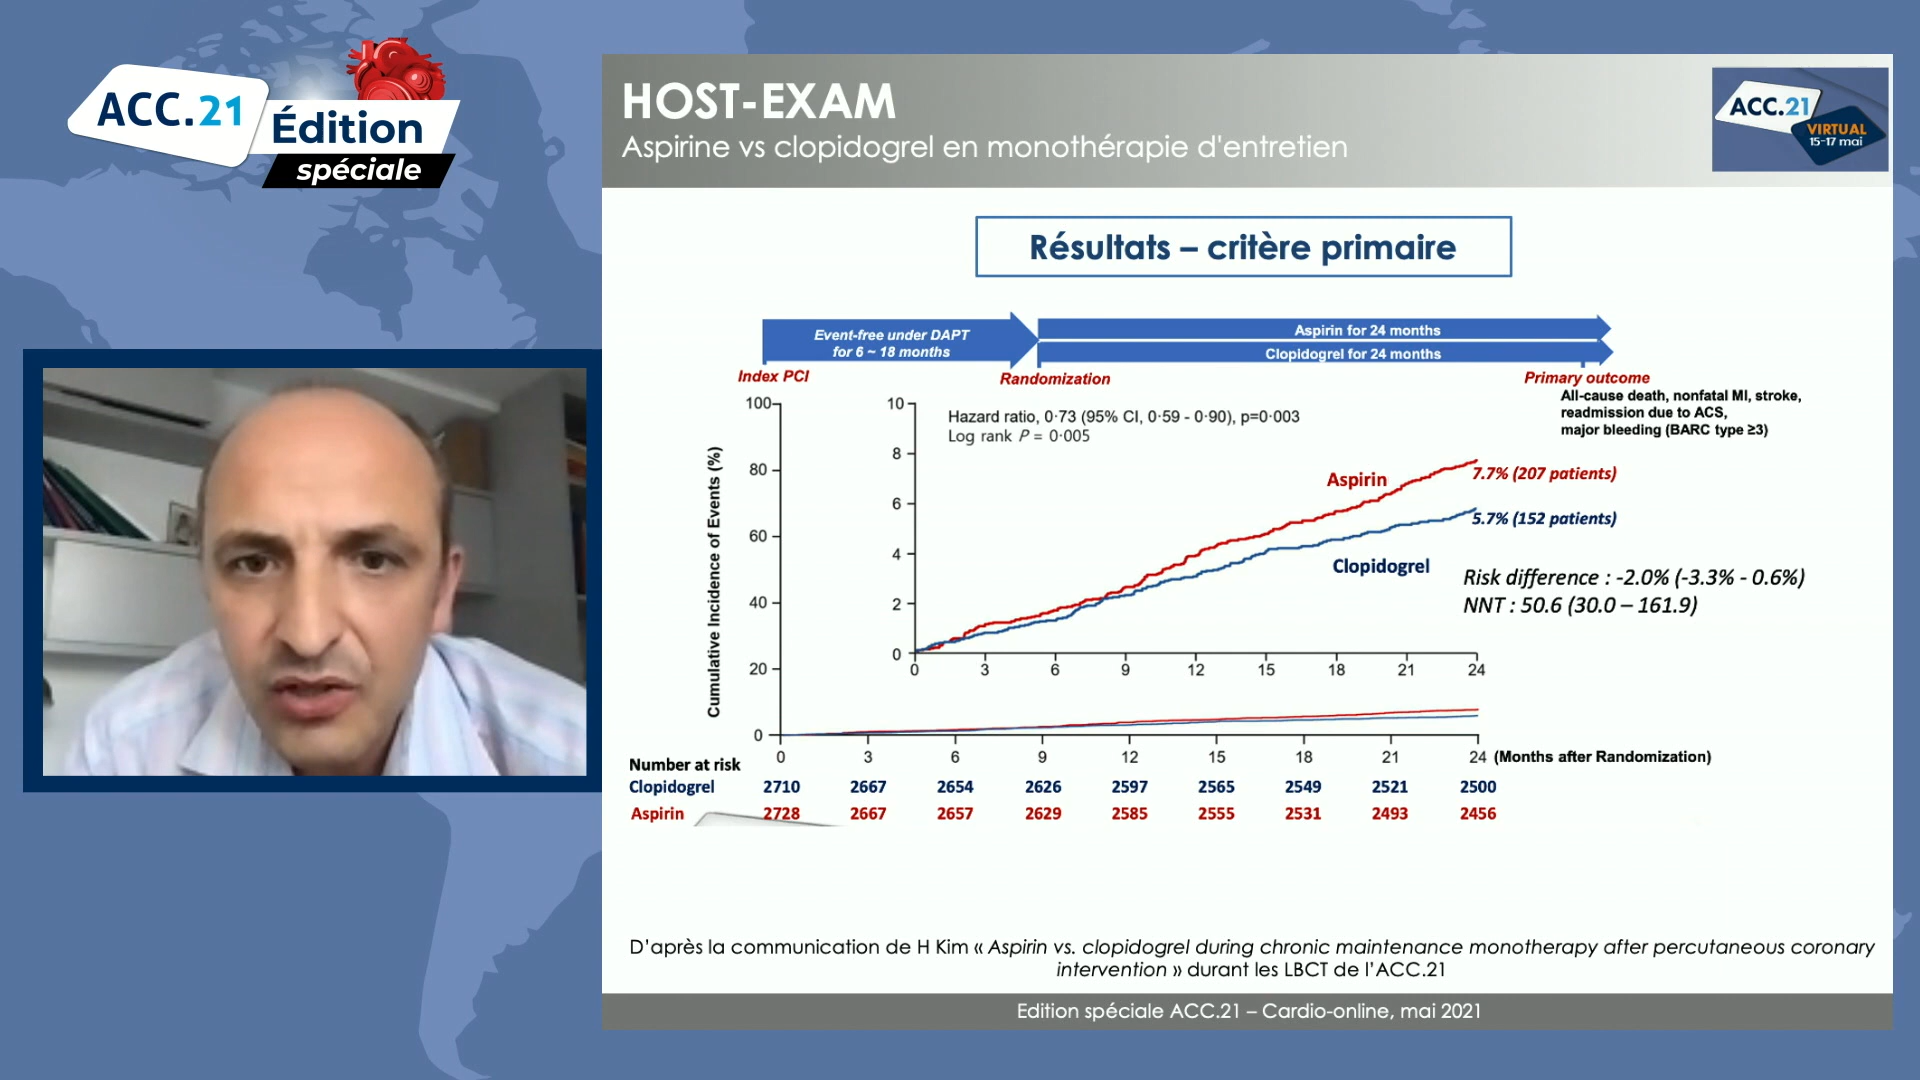 ACC.21
Édition
spéciale
HOST-EXAM
Aspirine vs clopidogrel en monothérapie d'entretien
ACC.21
VIRTUAL
15-17 mai
Résultats – critère primaire
Event-free under DAPT
for 6 ~ 18 months
Aspirin for 24 months
Clopidogrel for 24 months
Index PCI
Randomization
Primary outcome
All-cause death, nonfatal MI, stroke,
readmission due to ACS,
major bleeding (BARC type ≥3)
Cumulative Incidence of Events (%)
100
80
60
40
20
0
10
8
6
4
2
0
Hazard ratio, 0·73 (95% CI, 0·59 - 0·90), p=0·003
Log rank P = 0·005
Aspirin
7.7% (207 patients)
5.7% (152 patients)
Clopidogrel
Risk difference : -2.0% (-3.3% - 0.6%)
NNT : 50.6 (30.0 – 161.9)
0 3 6 9 12 15 18 21 24
0 3 6 9 12 15 18 21 24 (Months after Randomization)
Number at risk
Clopidogrel 2710 2667 2654 2626 2597 2565 2549 2521 2500
Aspirin 2728 2667 2657 2629 2585 2555 2531 2493 2456
D'après la communication de H Kim « Aspirin vs. clopidogrel during chronic maintenance monotherapy after percutaneous coronary
intervention » durant les LBCT de l'ACC.21
Edition spéciale ACC.21 – Cardio-online, mai 2021